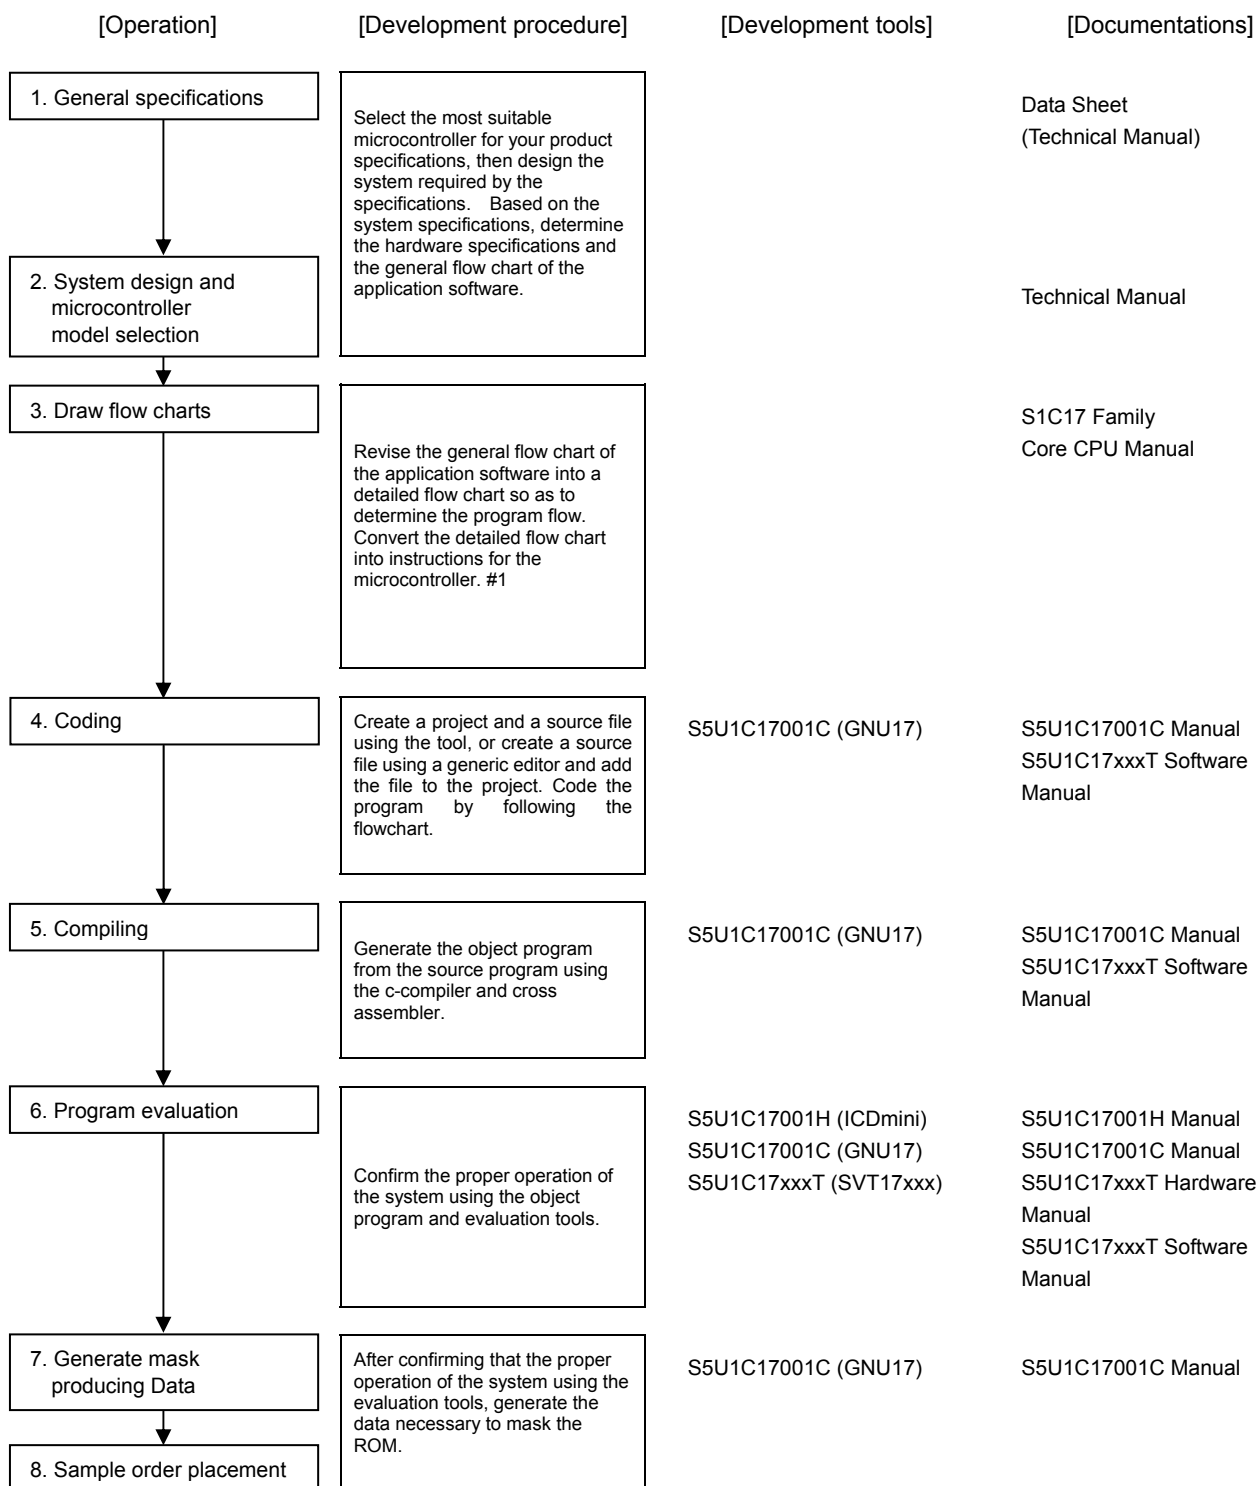 [Operation]
[Development procedure]
[Development tools]
[Documentations]
1. General specifications
Select the most suitable
microcontroller for your product
specifications, then design the
system required by the
specifications. Based on the
system specifications, determine
the hardware specifications and
the general flow chart of the
application software.
Data Sheet
(Technical Manual)
2. System design and
microcontroller
model selection
Technical Manual
3. Draw flow charts
Revise the general flow chart of
the application software into a
detailed flow chart so as to
determine the program flow.
Convert the detailed flow chart
into instructions for the
microcontroller. #1
S1C17 Family
Core CPU Manual
4. Coding
Create a project and a source file
using the tool, or create a source
file using a generic editor and add
the file to the project. Code the
program by following the
flowchart.
S5U1C17001C (GNU17)
S5U1C17001C Manual
S5U1C17xxxT Software
Manual
5. Compiling
Generate the object program
from the source program using
the c-compiler and cross
assembler.
S5U1C17001C (GNU17)
S5U1C17001C Manual
S5U1C17xxxT Software
Manual
6. Program evaluation
Confirm the proper operation of
the system using the object
program and evaluation tools.
S5U1C17001H (ICDmini)
S5U1C17001C (GNU17)
S5U1C17xxxT (SVT17xxx)
S5U1C17001H Manual
S5U1C17001C Manual
S5U1C17xxxT Hardware
Manual
S5U1C17xxxT Software
Manual
7. Generate mask
producing Data
After confirming that the proper
operation of the system using the
evaluation tools, generate the
data necessary to mask the
ROM.
S5U1C17001C (GNU17)
S5U1C17001C Manual
8. Sample order placement